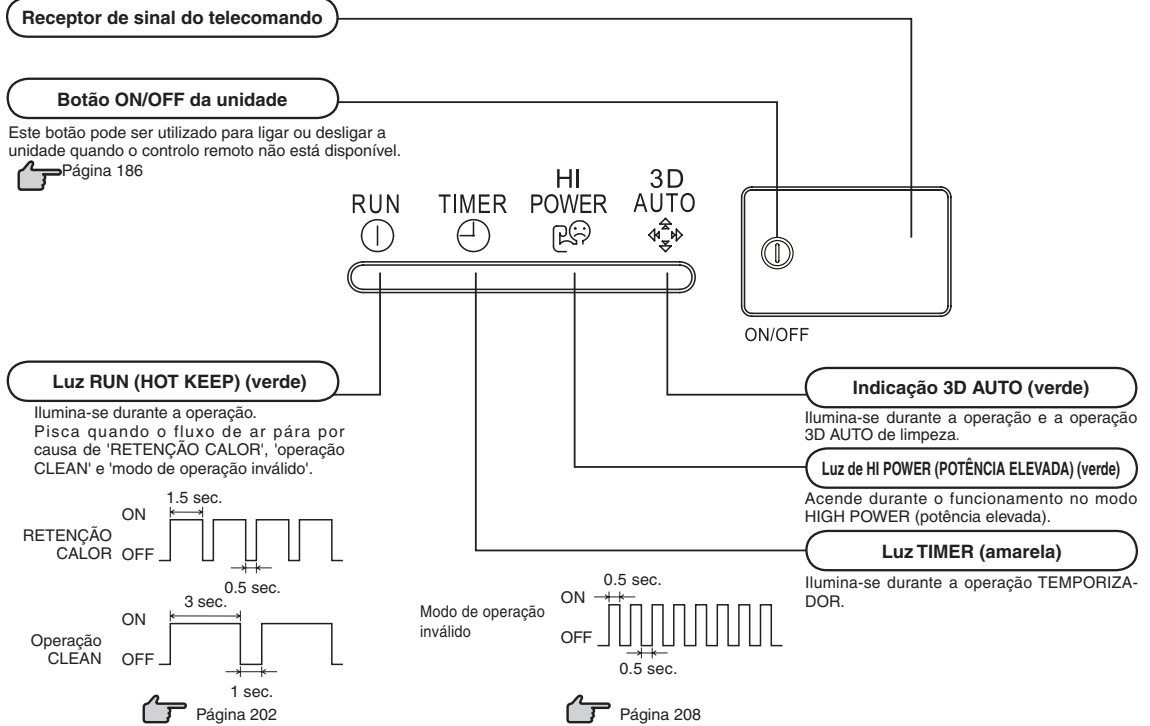 Receptor de sinal do telecomando
Botão ON/OFF da unidade
Este botão pode ser utilizado para ligar ou desligar a
unidade quando o controlo remoto não está disponível.
Página 186
RUN
TIMER
HI
POWER
3D
AUTO
ON/OFF
Luz RUN (HOT KEEP) (verde)
Ilumina-se durante a operação.
Pisca quando o fluxo de ar pára por
causa de 'RETENÇÃO CALOR', 'operação
CLEAN' e 'modo de operação inválido'.
1.5 sec.
RETENÇÃO
CALOR
ON
OFF
0.5 sec.
3 sec.
Operação
CLEAN
ON
OFF
1 sec.
Página 202
Modo de operação
inválido
0.5 sec.
ON
OFF
0.5 sec.
Página 208
Indicação 3D AUTO (verde)
Ilumina-se durante a operação e a operação
3D AUTO de limpeza.
Luz de HI POWER (POTÊNCIA ELEVADA) (verde)
Acende durante o funcionamento no modo
HIGH POWER (potência elevada).
Luz TIMER (amarela)
Ilumina-se durante a operação TEMPORIZA-
DOR.